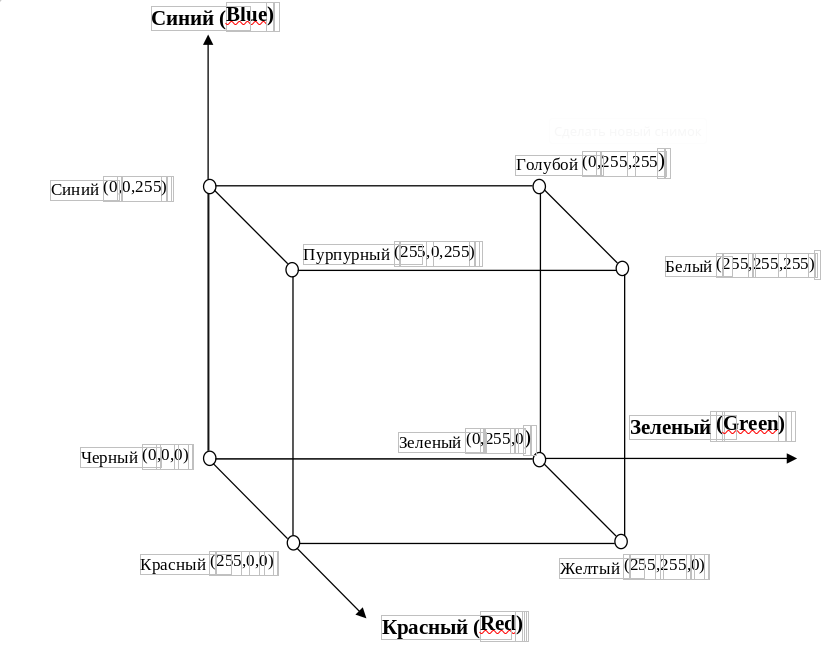 Синий (Blue)
Сделать новый снимок
Голубой (0,255,255)
Синий (0,0,255)
Пурпурный (255,0,255)
Белый (255,255,255)
Зеленый (Green)
Зеленый (0,255,0)
Черный (0,0,0)
Красный (255,0,0)
Желтый (255,255,0)
Красный (Red)